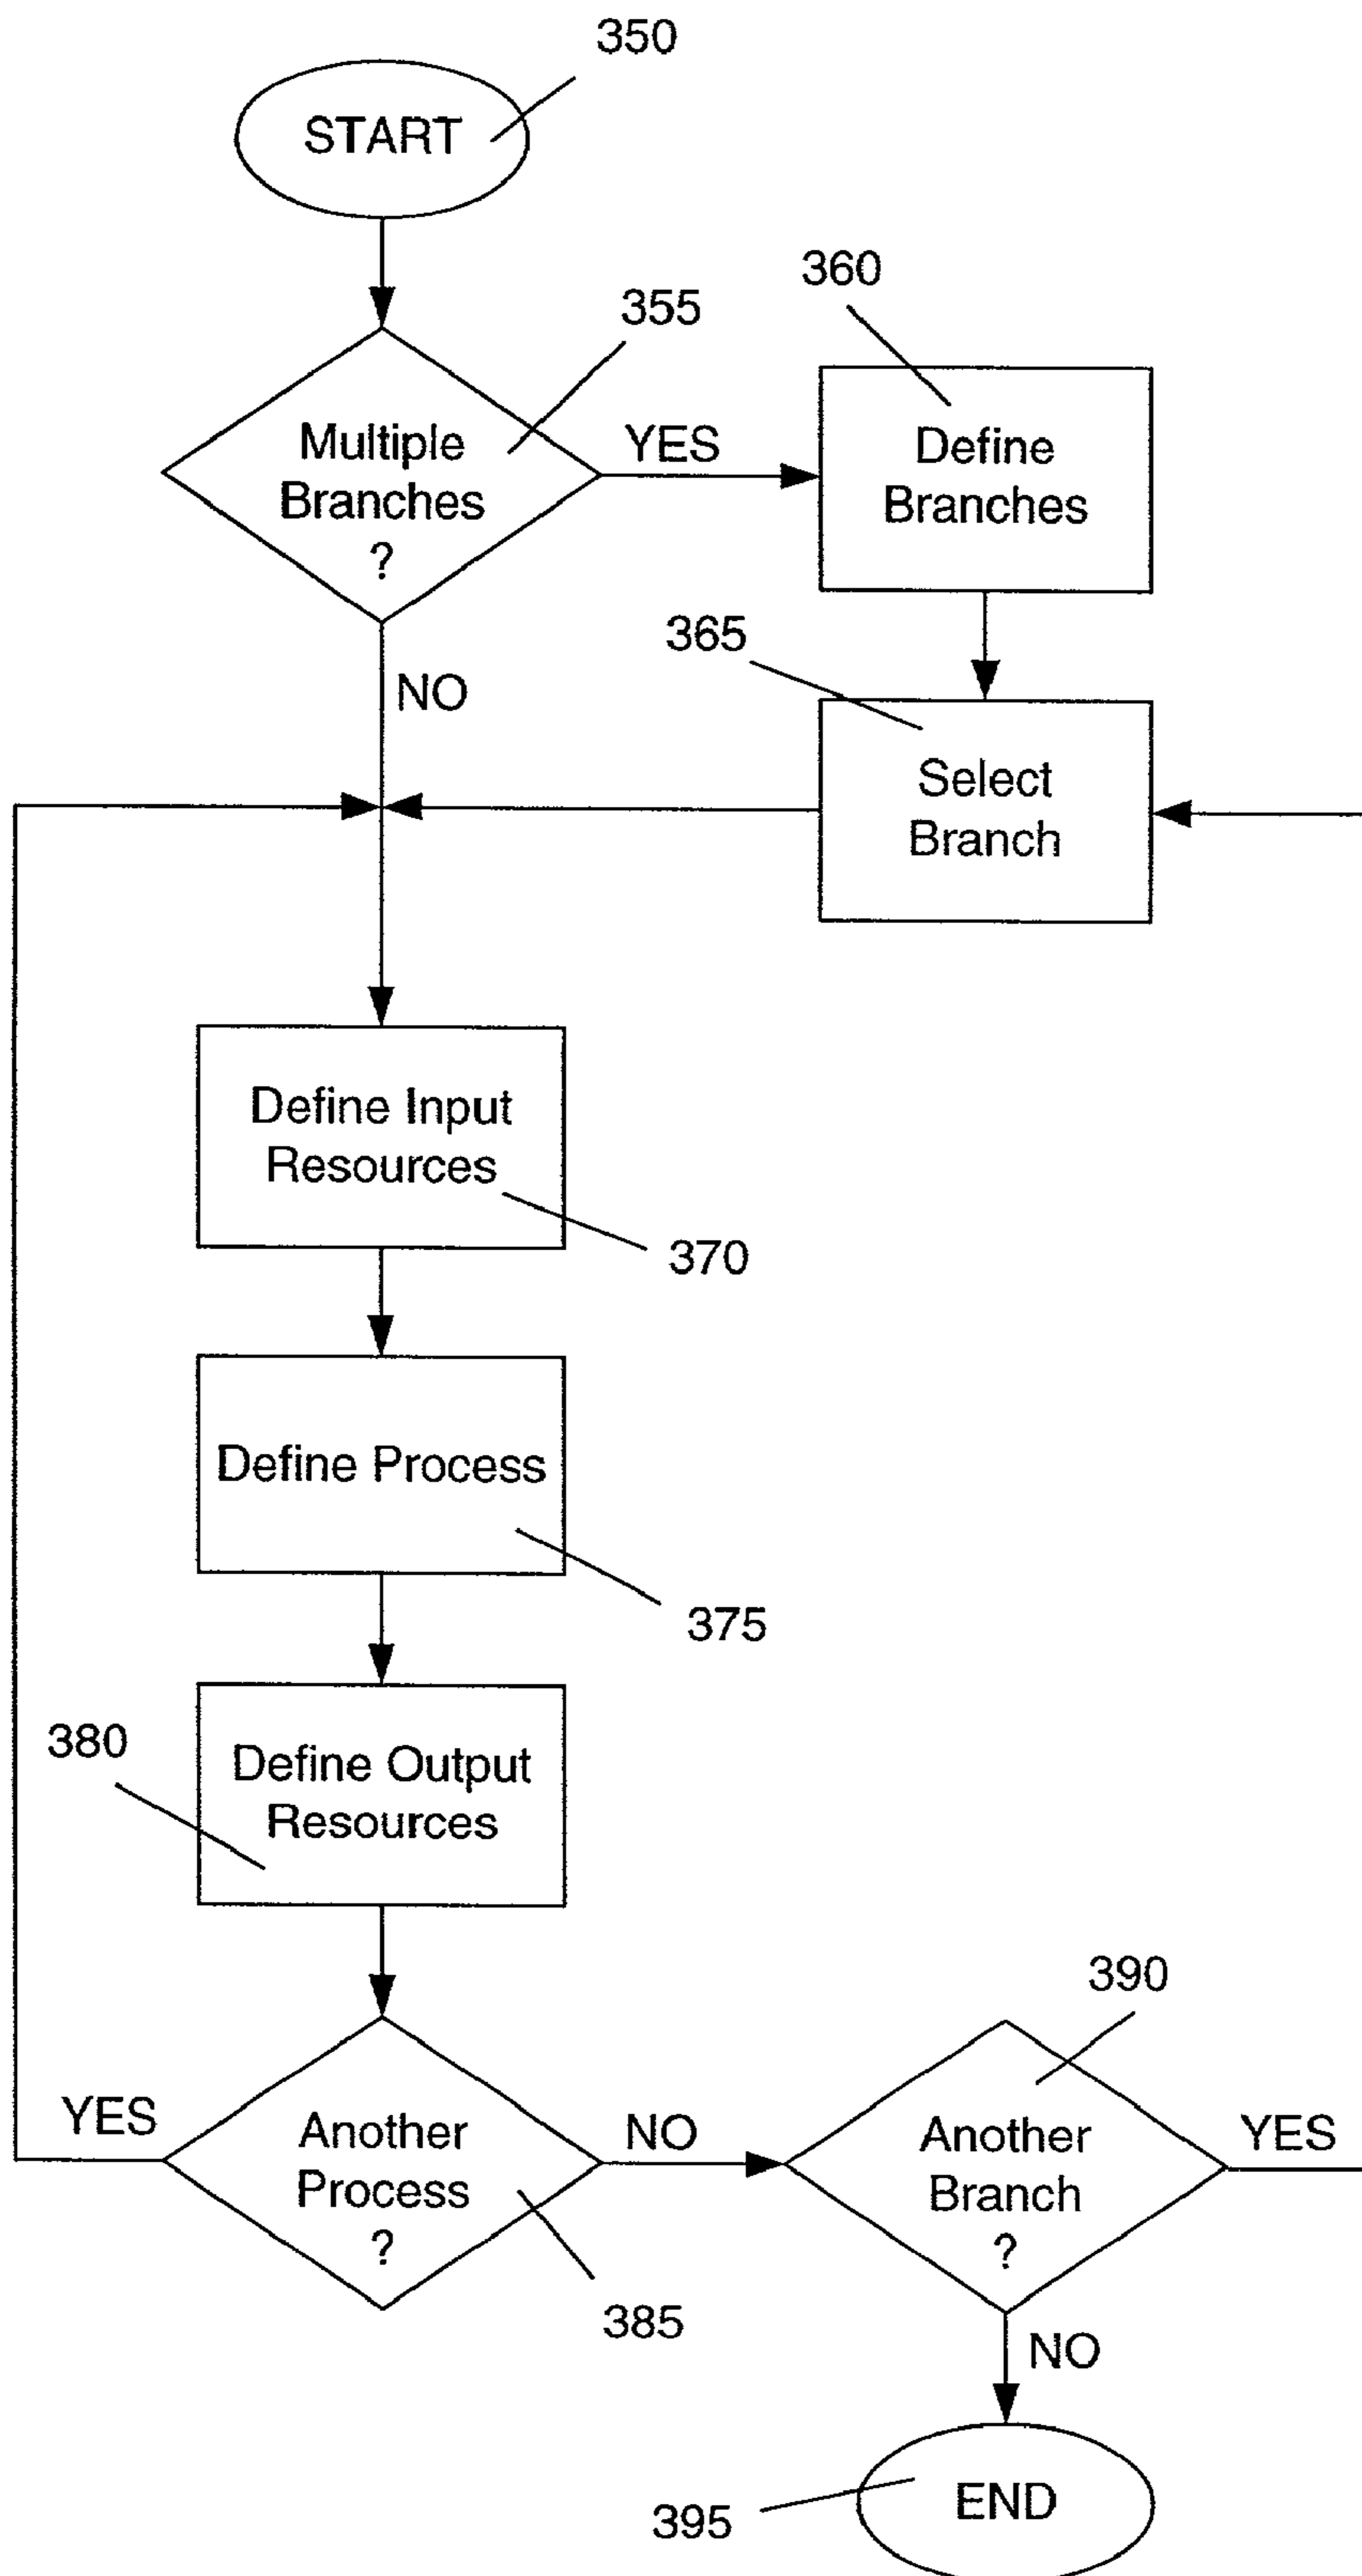 350
START
355
360
Multiple
Branches
?
YES
Define
Branches
365
NO
Select
Branch
Define Input
Resources
370
Define Process
375
380
Define Output
Resources
390
YES
Another
Process
?
NO
385
Another
Branch
?
YES
NO
395
END